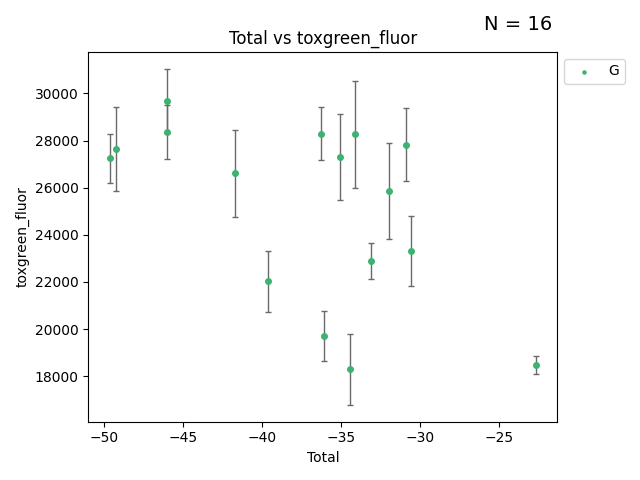 N = 16
Total vs toxgreen_fluor
G
30000
28000
26000
24000
22000
20000
18000
toxgreen_fluor
−50 −45 −40 −35 −30 −25
Total